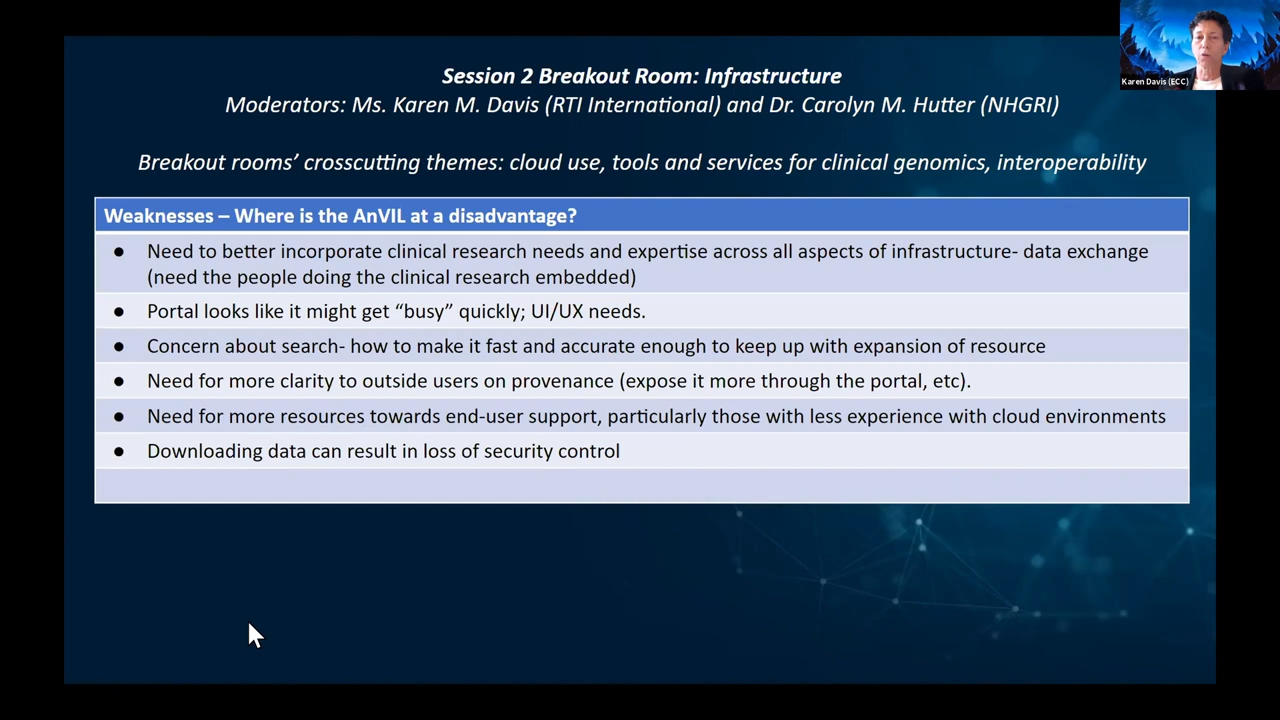 Karen Davis (ECC)
Session 2 Breakout Room: Infrastructure
Moderators: Ms. Karen M. Davis (RTI International) and Dr. Carolyn M. Hutter (NHGRI)
Breakout rooms’ crosscutting themes: cloud use, tools and services for clinical genomics, interoperability
Weaknesses – Where is the AnVIL at a disadvantage?
● Need to better incorporate clinical research needs and expertise across all aspects of infrastructure- data exchange
(need the people doing the clinical research embedded)
● Portal looks like it might get “busy” quickly; UI/UX needs.
● Concern about search- how to make it fast and accurate enough to keep up with expansion of resource
● Need for more clarity to outside users on provenance (expose it more through the portal, etc).
● Need for more resources towards end-user support, particularly those with less experience with cloud environments
● Downloading data can result in loss of security control